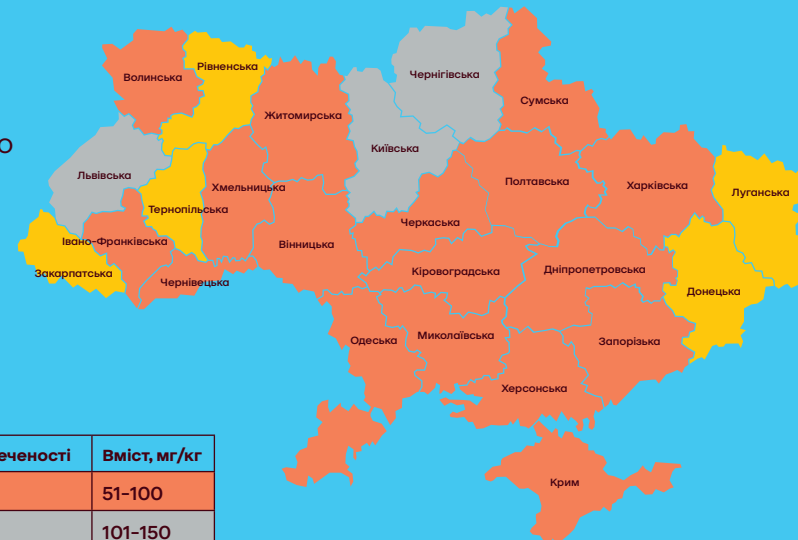 Рівненська
Волинська
Чернігівська
Сумська
Житомирська
О
Київська
Львівська
Полтавська
Харківська
Хмельницька
Луганська
Тернопільська
Черкаська
Івано-Франківська
Вінницька
Закарпатська
Кіровоградська
Дніпропетровська
Чернівецька
Донецька
Одеська
Миколаївська
Запорізька
Херсонська
еченості
Вміст, мг/кг
51-100
Крим
101-150